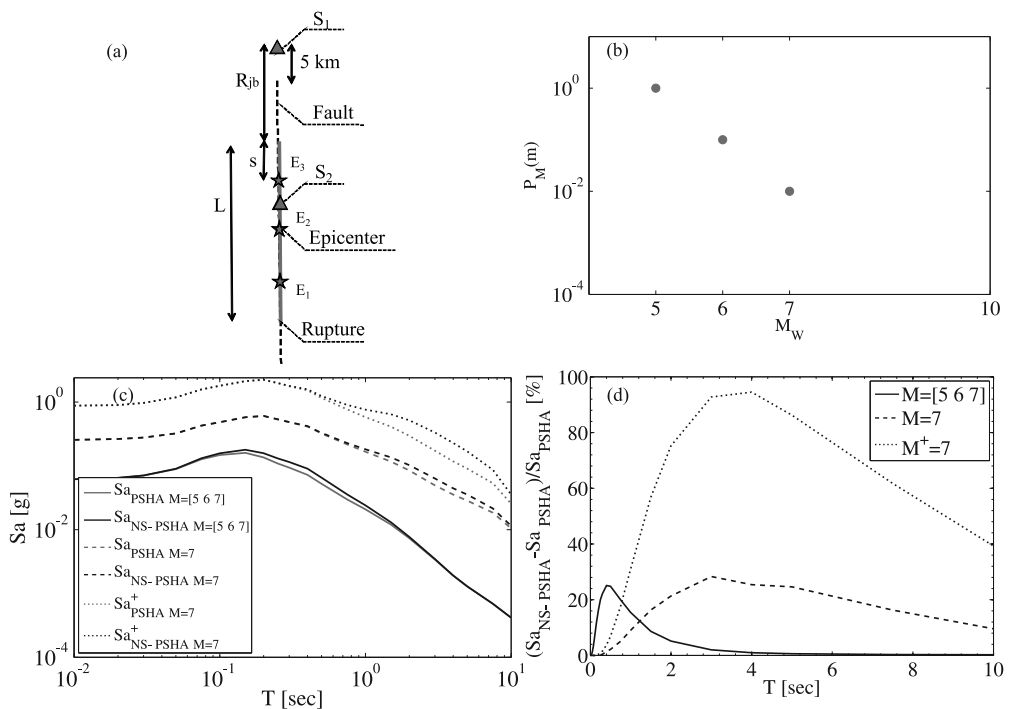 (a)
S1
5 km
Rjb
Fault
s
E3
S2
L
E2
Epicenter
E1
Rupture
(b)
10^0
10^-2
10^-4
PM(m)
5 6 7 10
MW
(c)
10^0
10^-2
10^-4
Sa [g]
SaPSHA M=[5 6 7]
SaNS-PSHA M=[5 6 7]
SaPSHA M=7
SaNS-PSHA M=7
Sa+PSHA M=7
Sa+NS-PSHA M=7
10^-2 10^-1 10^0 10^1
T [sec]
(d)
100
80
60
40
20
0
(SaNS-PSHA-SaPSHA)/SaPSHA [%]
M=[5 6 7]
M=7
M+=7
0 2 4 6 8 10
T [sec]